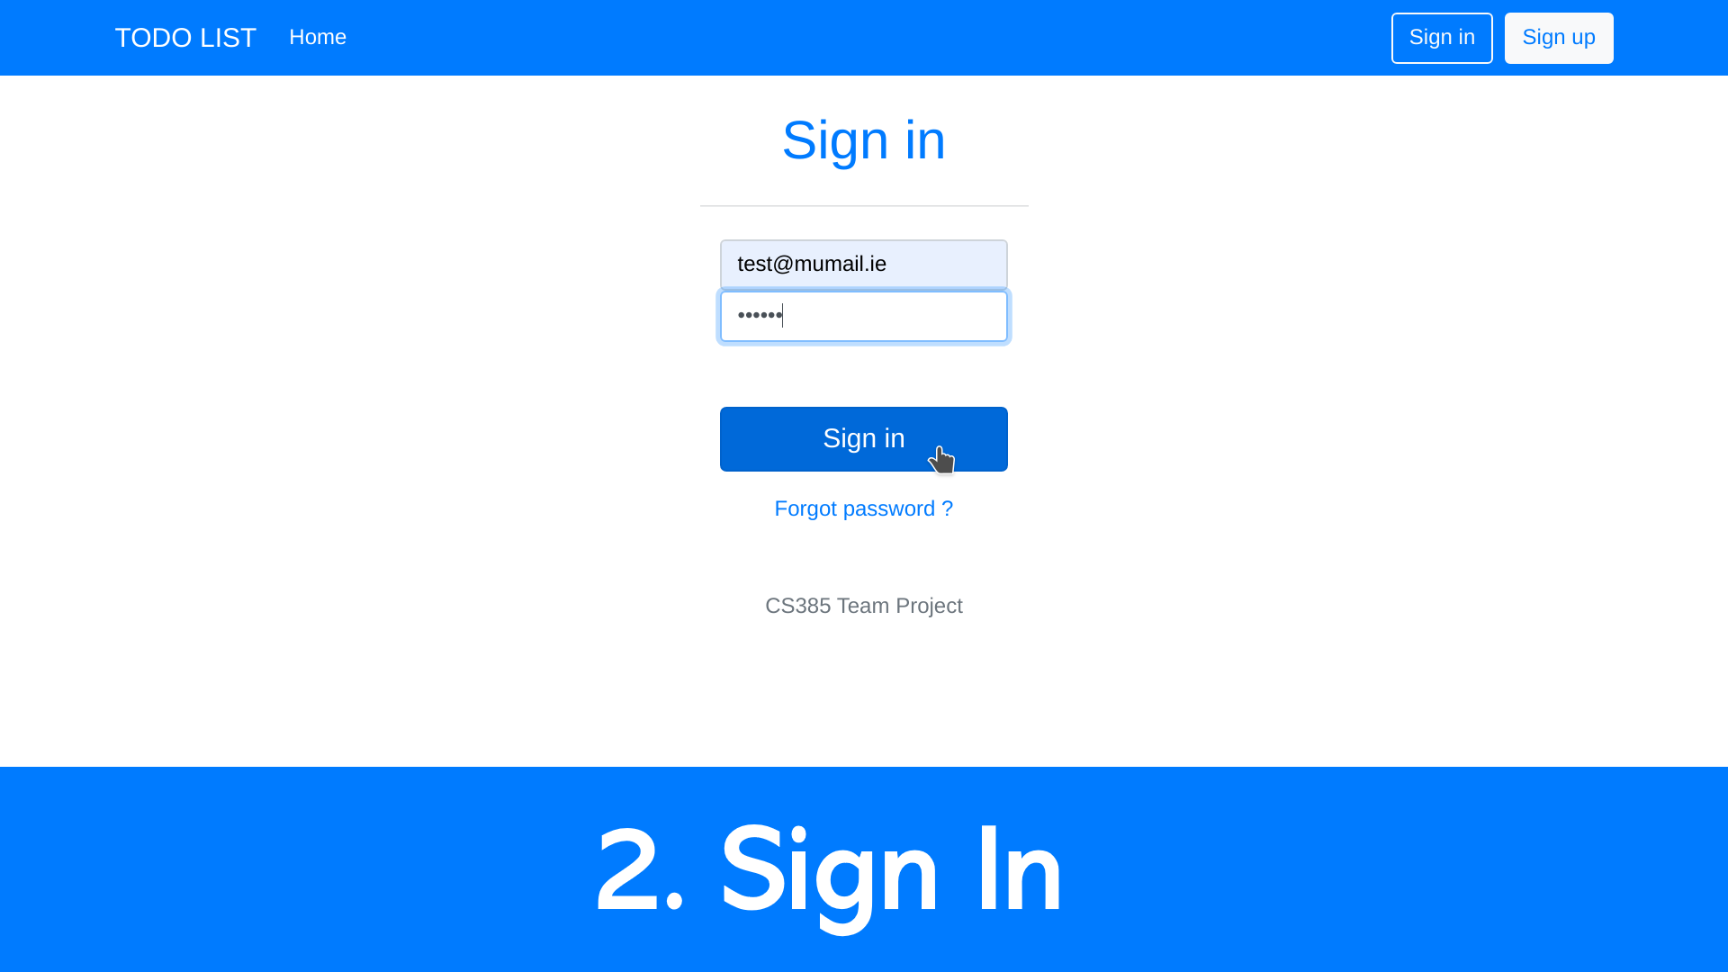 TODO LIST Home Sign in Sign up
Sign in
test@mumail.ie
••••••
Sign in
Forgot password ?
CS385 Team Project
2. Sign In